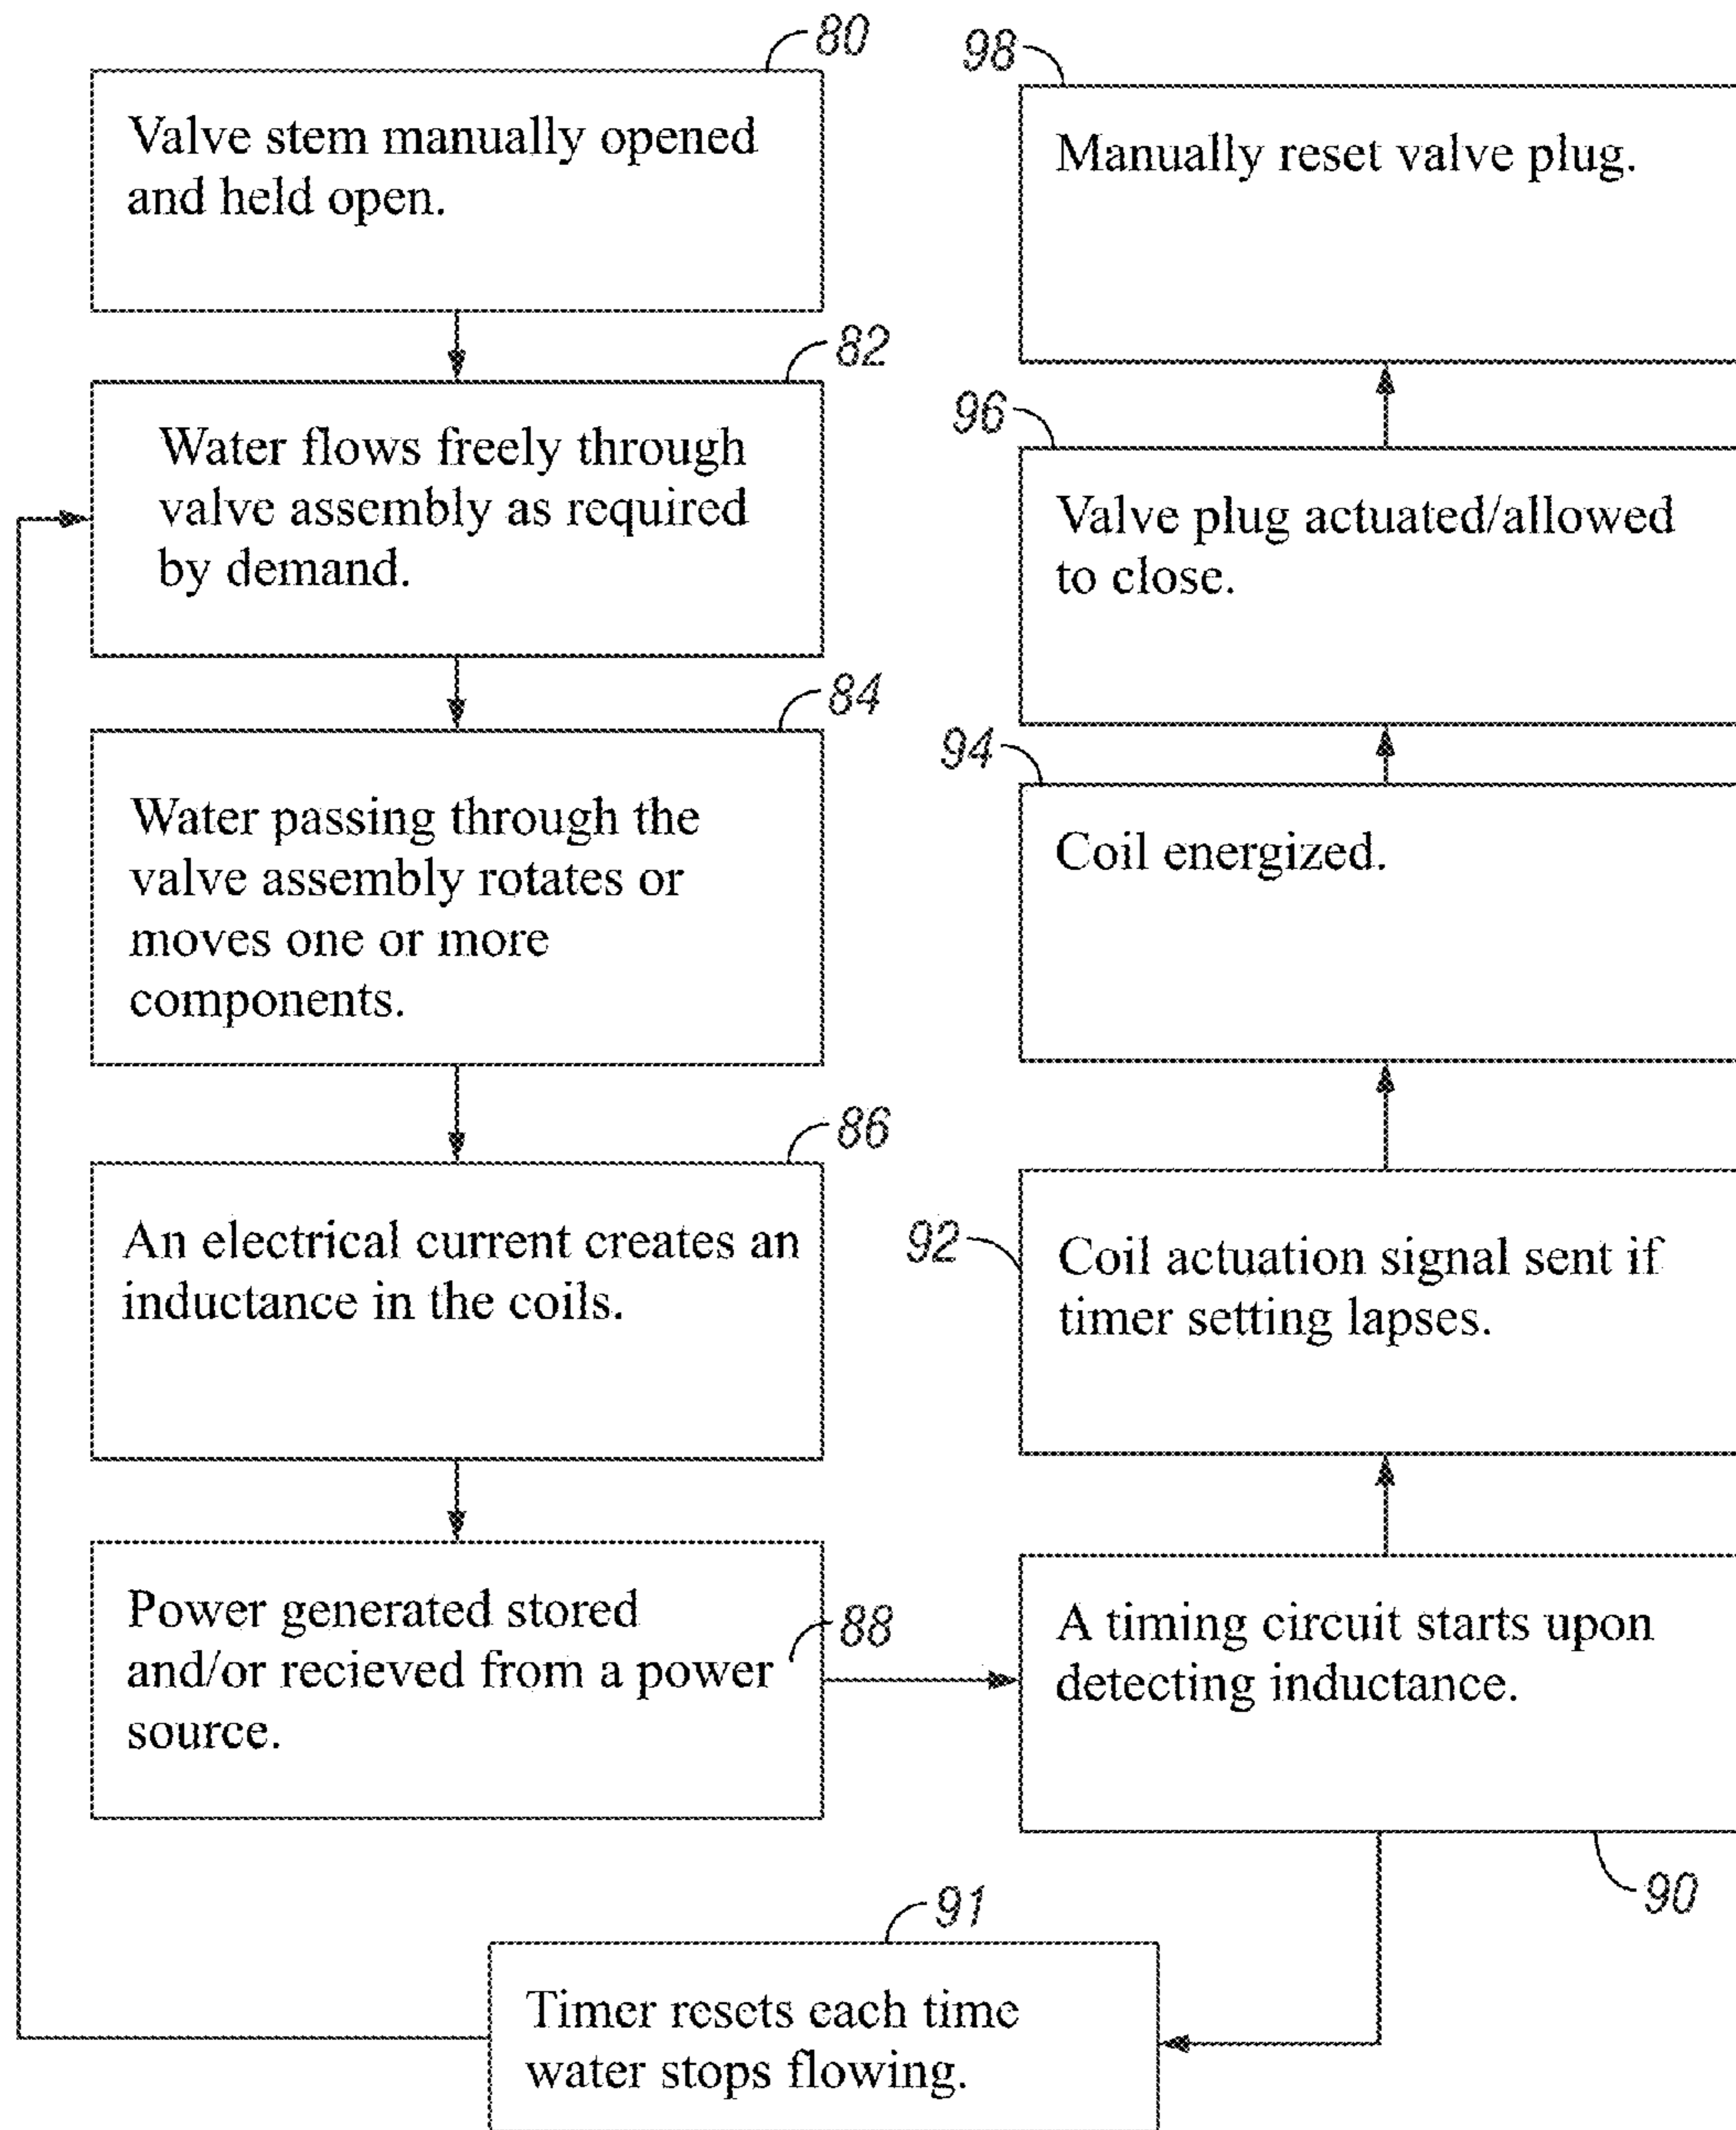 80
Valve stem manually opened
and held open.
82
Water flows freely through
valve assembly as required
by demand.
84
Water passing through the
valve assembly rotates or
moves one or more
components.
86
An electrical current creates an
inductance in the coils.
88
Power generated stored
and/or recieved from a power
source.
90
A timing circuit starts upon
detecting inductance.
91
Timer resets each time
water stops flowing.
92
Coil actuation signal sent if
timer setting lapses.
94
Coil energized.
96
Valve plug actuated/allowed
to close.
98
Manually reset valve plug.